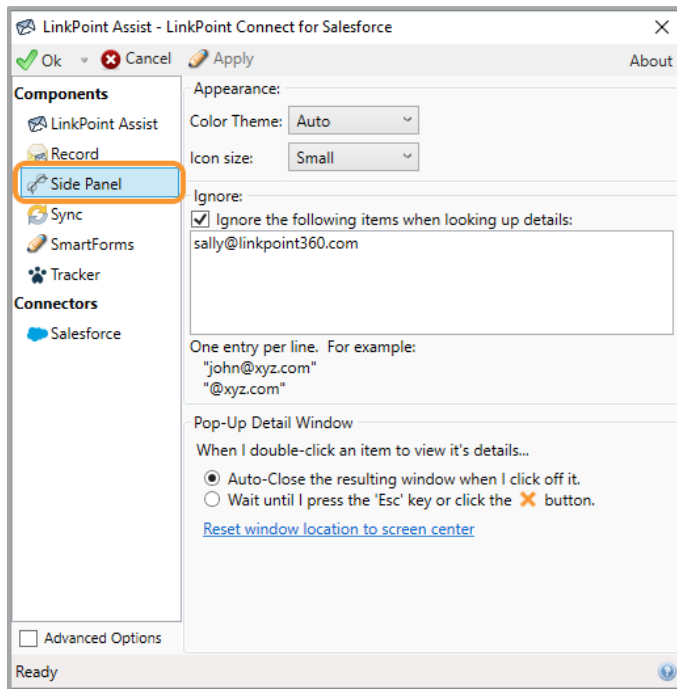 LinkPoint Assist - LinkPoint Connect for Salesforce
Ok
Cancel
Apply
About
Components
LinkPoint Assist
Record
Side Panel
Sync
SmartForms
Tracker
Connectors
Salesforce
Advanced Options
Appearance:
Color Theme: Auto
Icon size: Small
Ignore:
Ignore the following items when looking up details:
sally@linkpoint360.com
One entry per line. For example:
"john@xyz.com"
"@xyz.com"
Pop-Up Detail Window
When I double-click an item to view it's details...
Auto-Close the resulting window when I click off it.
Wait until I press the 'Esc' key or click the button.
Reset window location to screen center
Ready